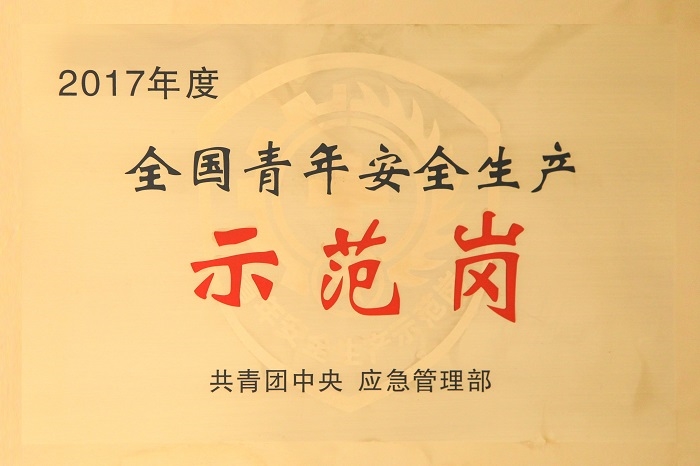 2017年度
全国青年安全生产
示范岗
共青团中央 应急管理部